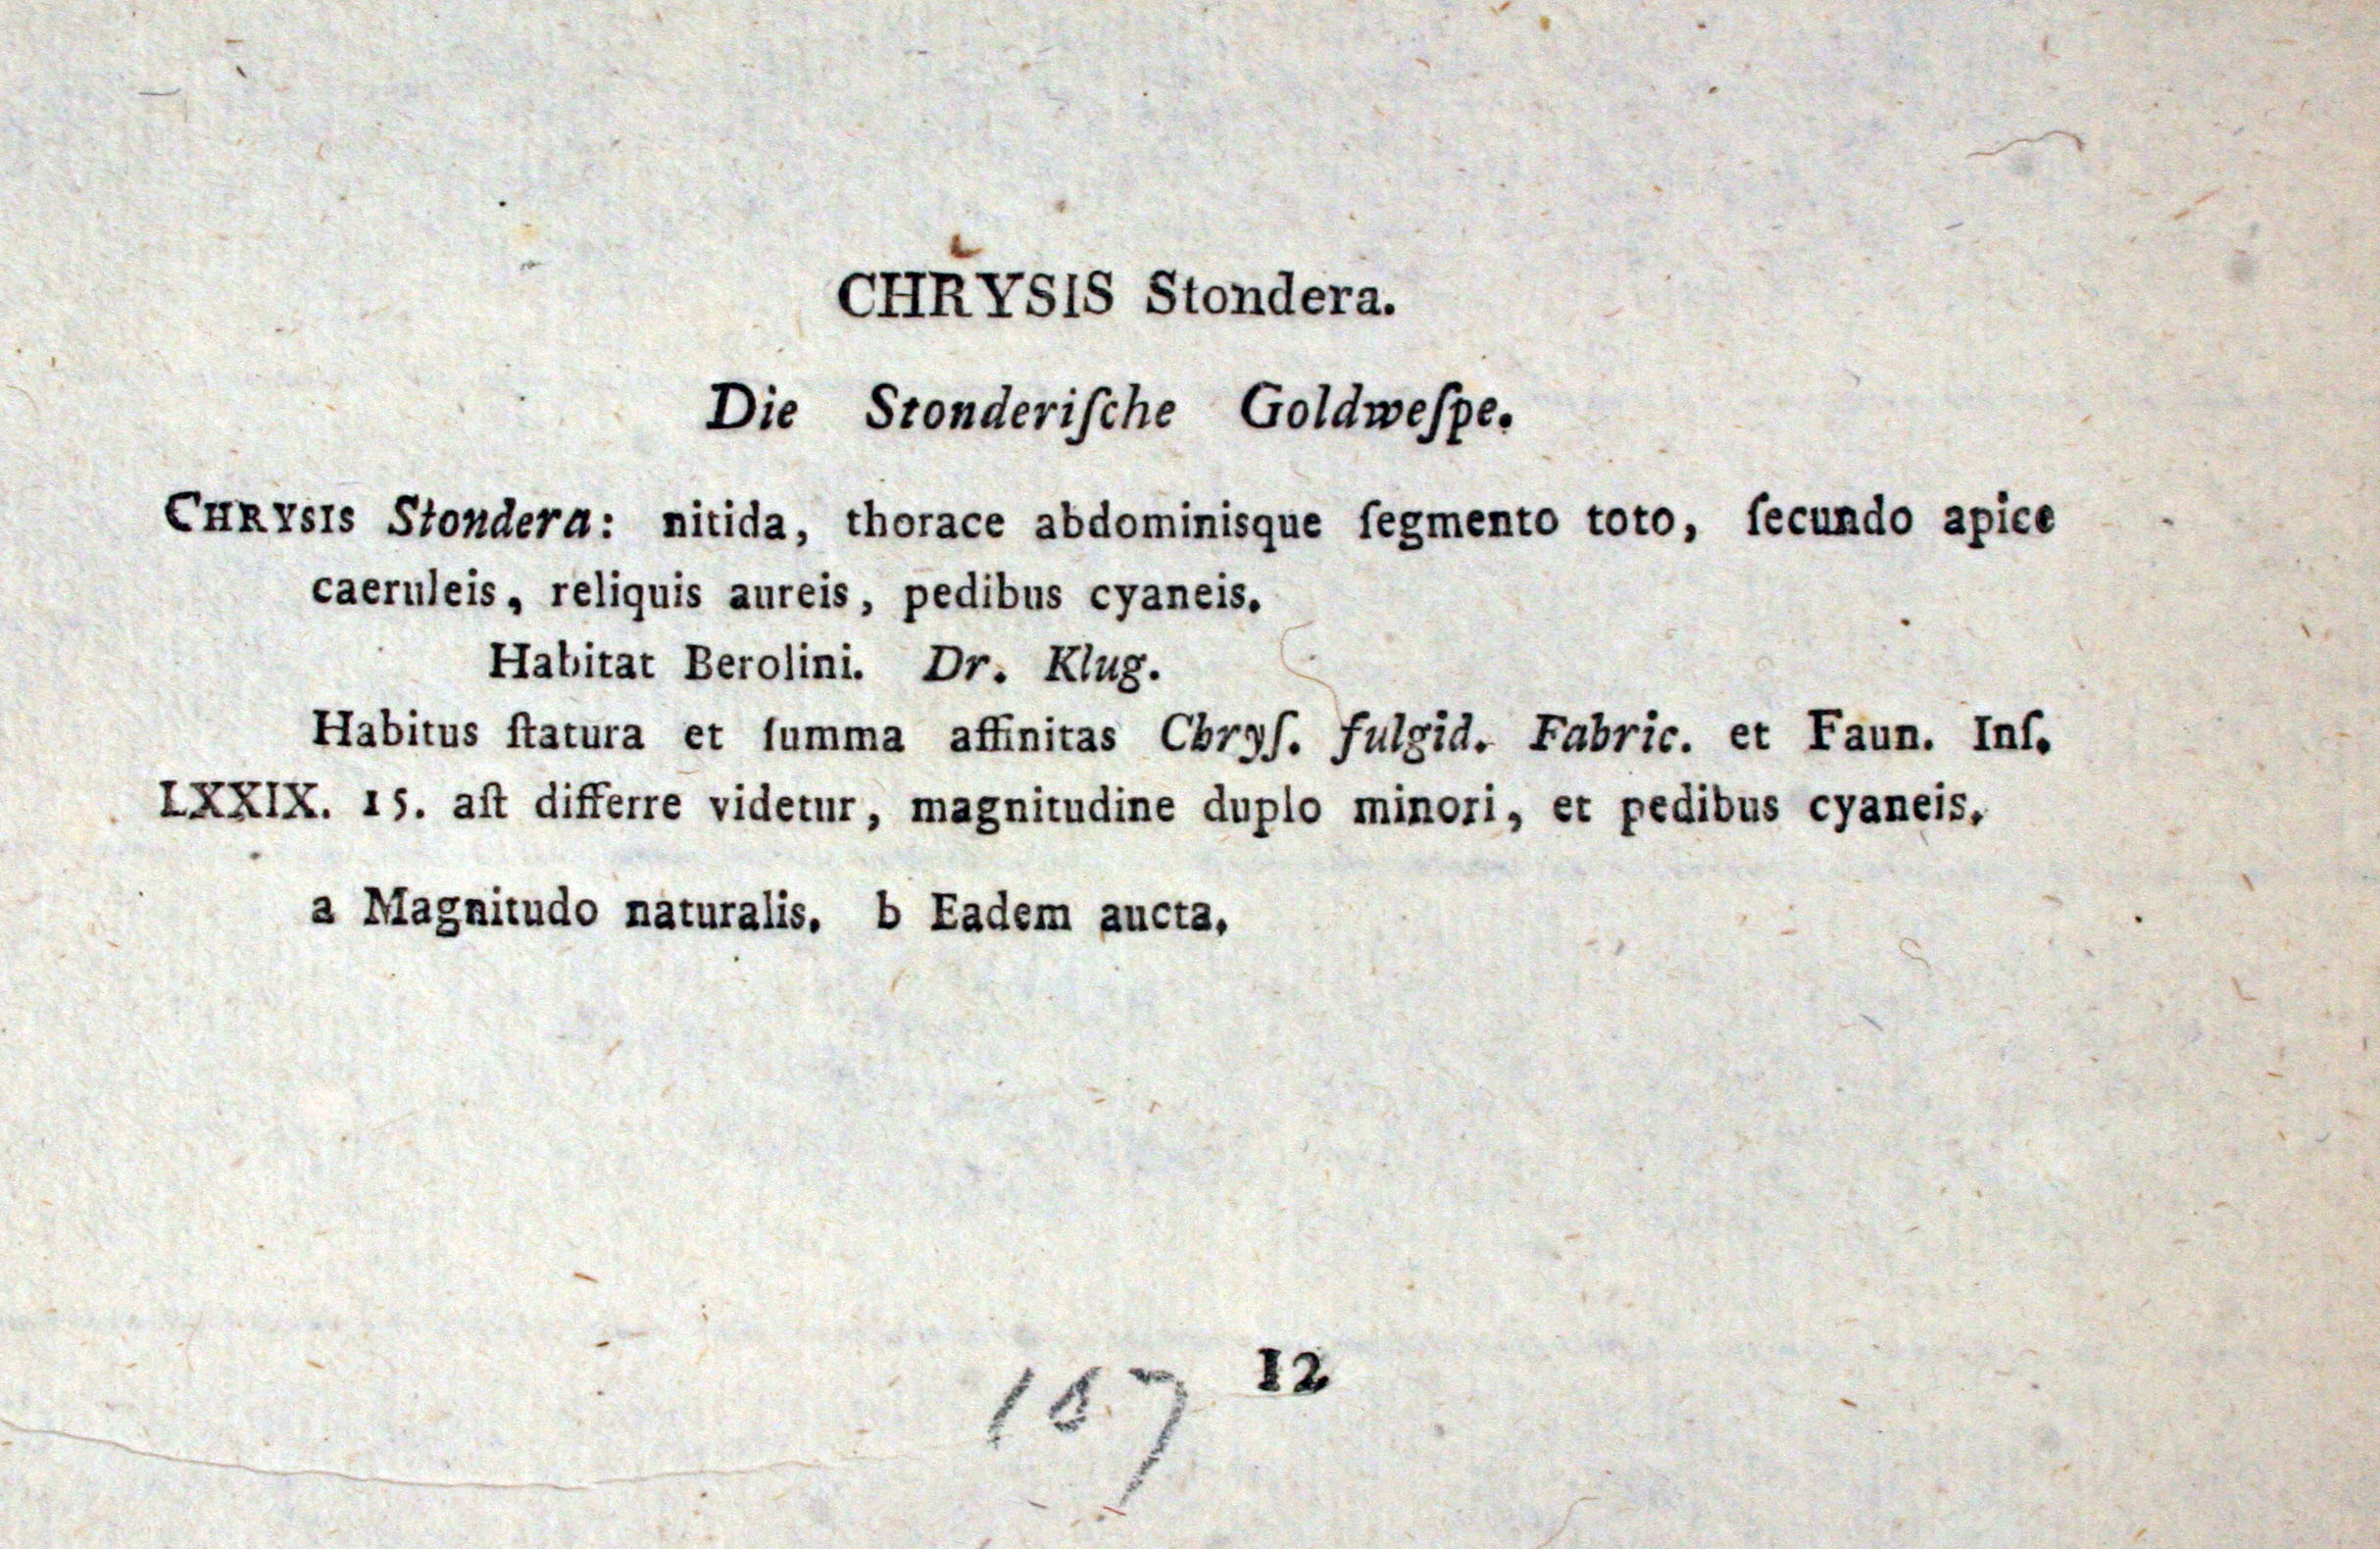 CHRYSIS Stondera.
Die Stonderiſche Goldweſpe.
CHRYSIS Stondera: nitida, thorace abdominisque ſegmento toto, ſecundo apice
caeruleis, reliquis aureis, pedibus cyaneis.
Habitat Berolini. Dr. Klug.
Habitus ſtatura et ſumma affinitas Chryſ. fulgid. Fabric. et Faun. Inſ.
LXXIX. 15. aſt differre videtur, magnitudine duplo minori, et pedibus cyaneis.
a Magnitudo naturalis. b Eadem aucta.
12
107